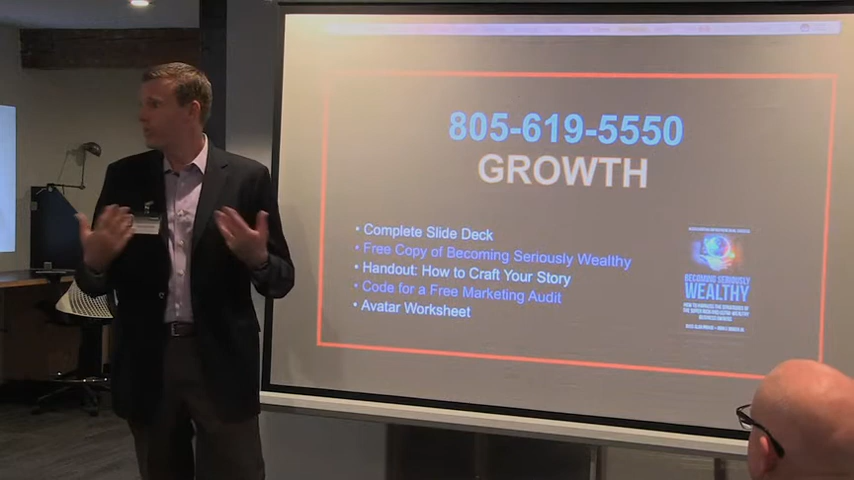 805-619-5550
GROWTH
• Complete Slide Deck
• Free Copy of Becoming Seriously Wealthy
• Handout: How to Craft Your Story
• Code for a Free Marketing Audit
• Avatar Worksheet
BECOMING SERIOUSLY
WEALTHY